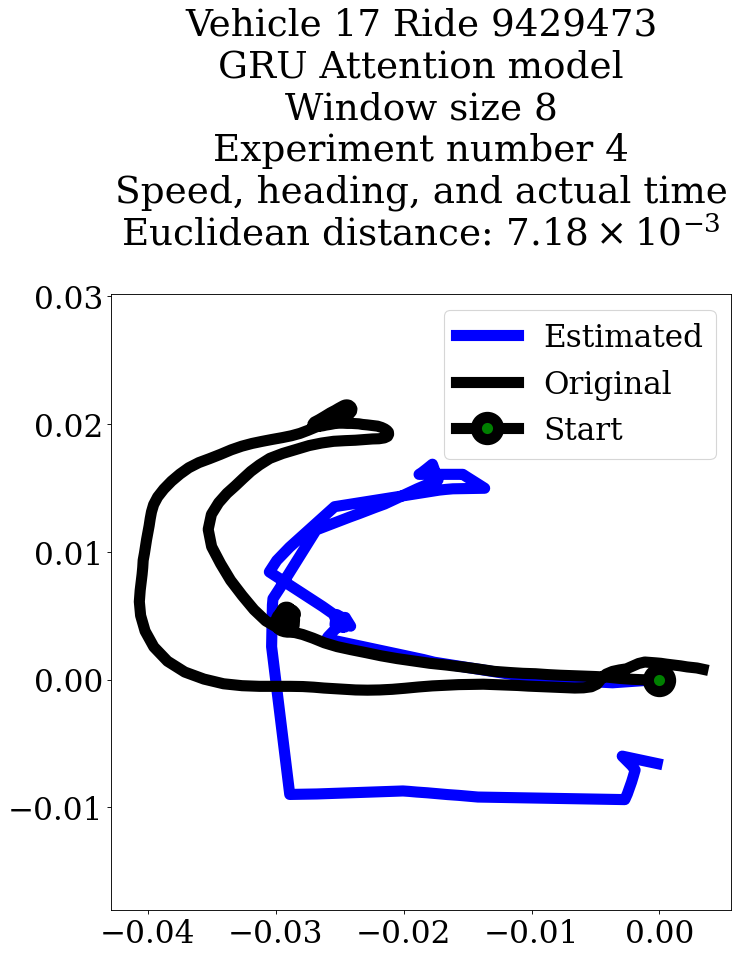 Vehicle 17 Ride 9429473
GRU Attention model
Window size 8
Experiment number 4
Speed, heading, and actual time
Euclidean distance: 7.18 × 10⁻³
0.03
0.02
0.01
0.00
−0.01
Estimated
Original
Start
−0.04
−0.03
−0.02
−0.01
0.00